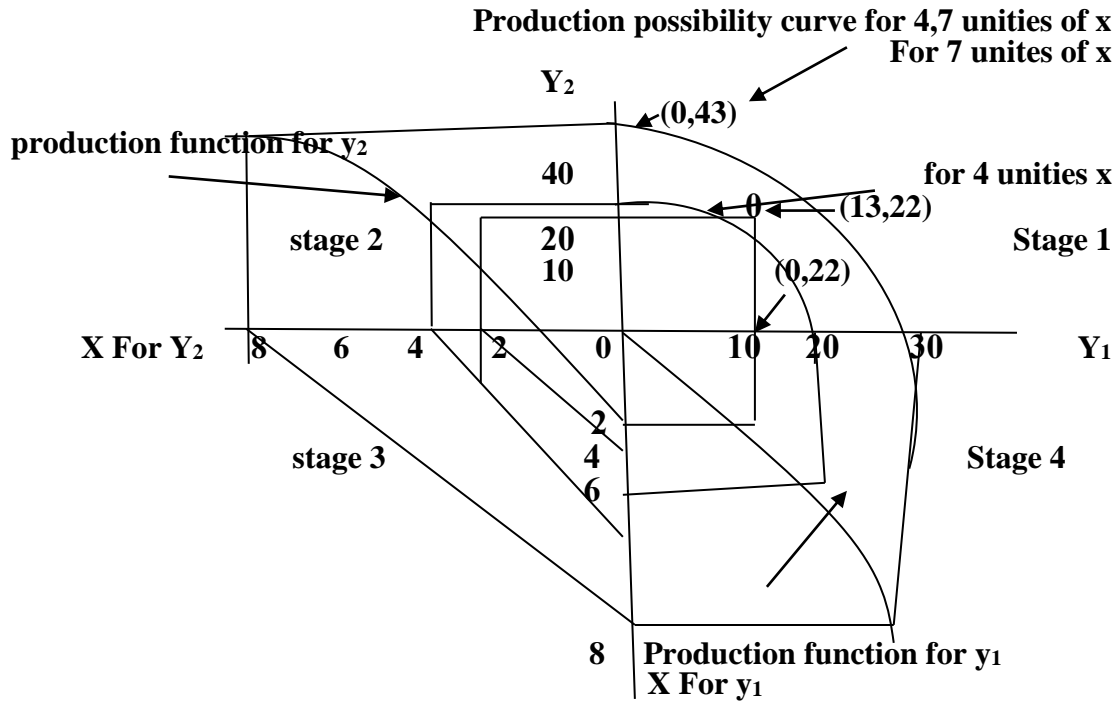 Production possibility curve for 4,7 unities of x
For 7 unites of x
Y₂
(0,43)
production function for y₂
40
for 4 unities x
0
(13,22)
stage 2
20
Stage 1
10
(0,22)
X For Y₂
8
6
4
2
0
10
20
30
Y₁
2
stage 3
4
Stage 4
6
8
Production function for y₁
X For y₁